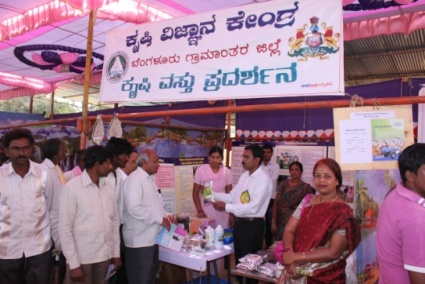 ಕೃಷಿ ವಿಜ್ಞಾನ ಕೇಂದ್ರ
ಬೆಂಗಳೂರು ಗ್ರಾಮಾಂತರ ಜಿಲ್ಲೆ
ಕೃಷಿ ವಸ್ತು ಪ್ರದರ್ಶನ